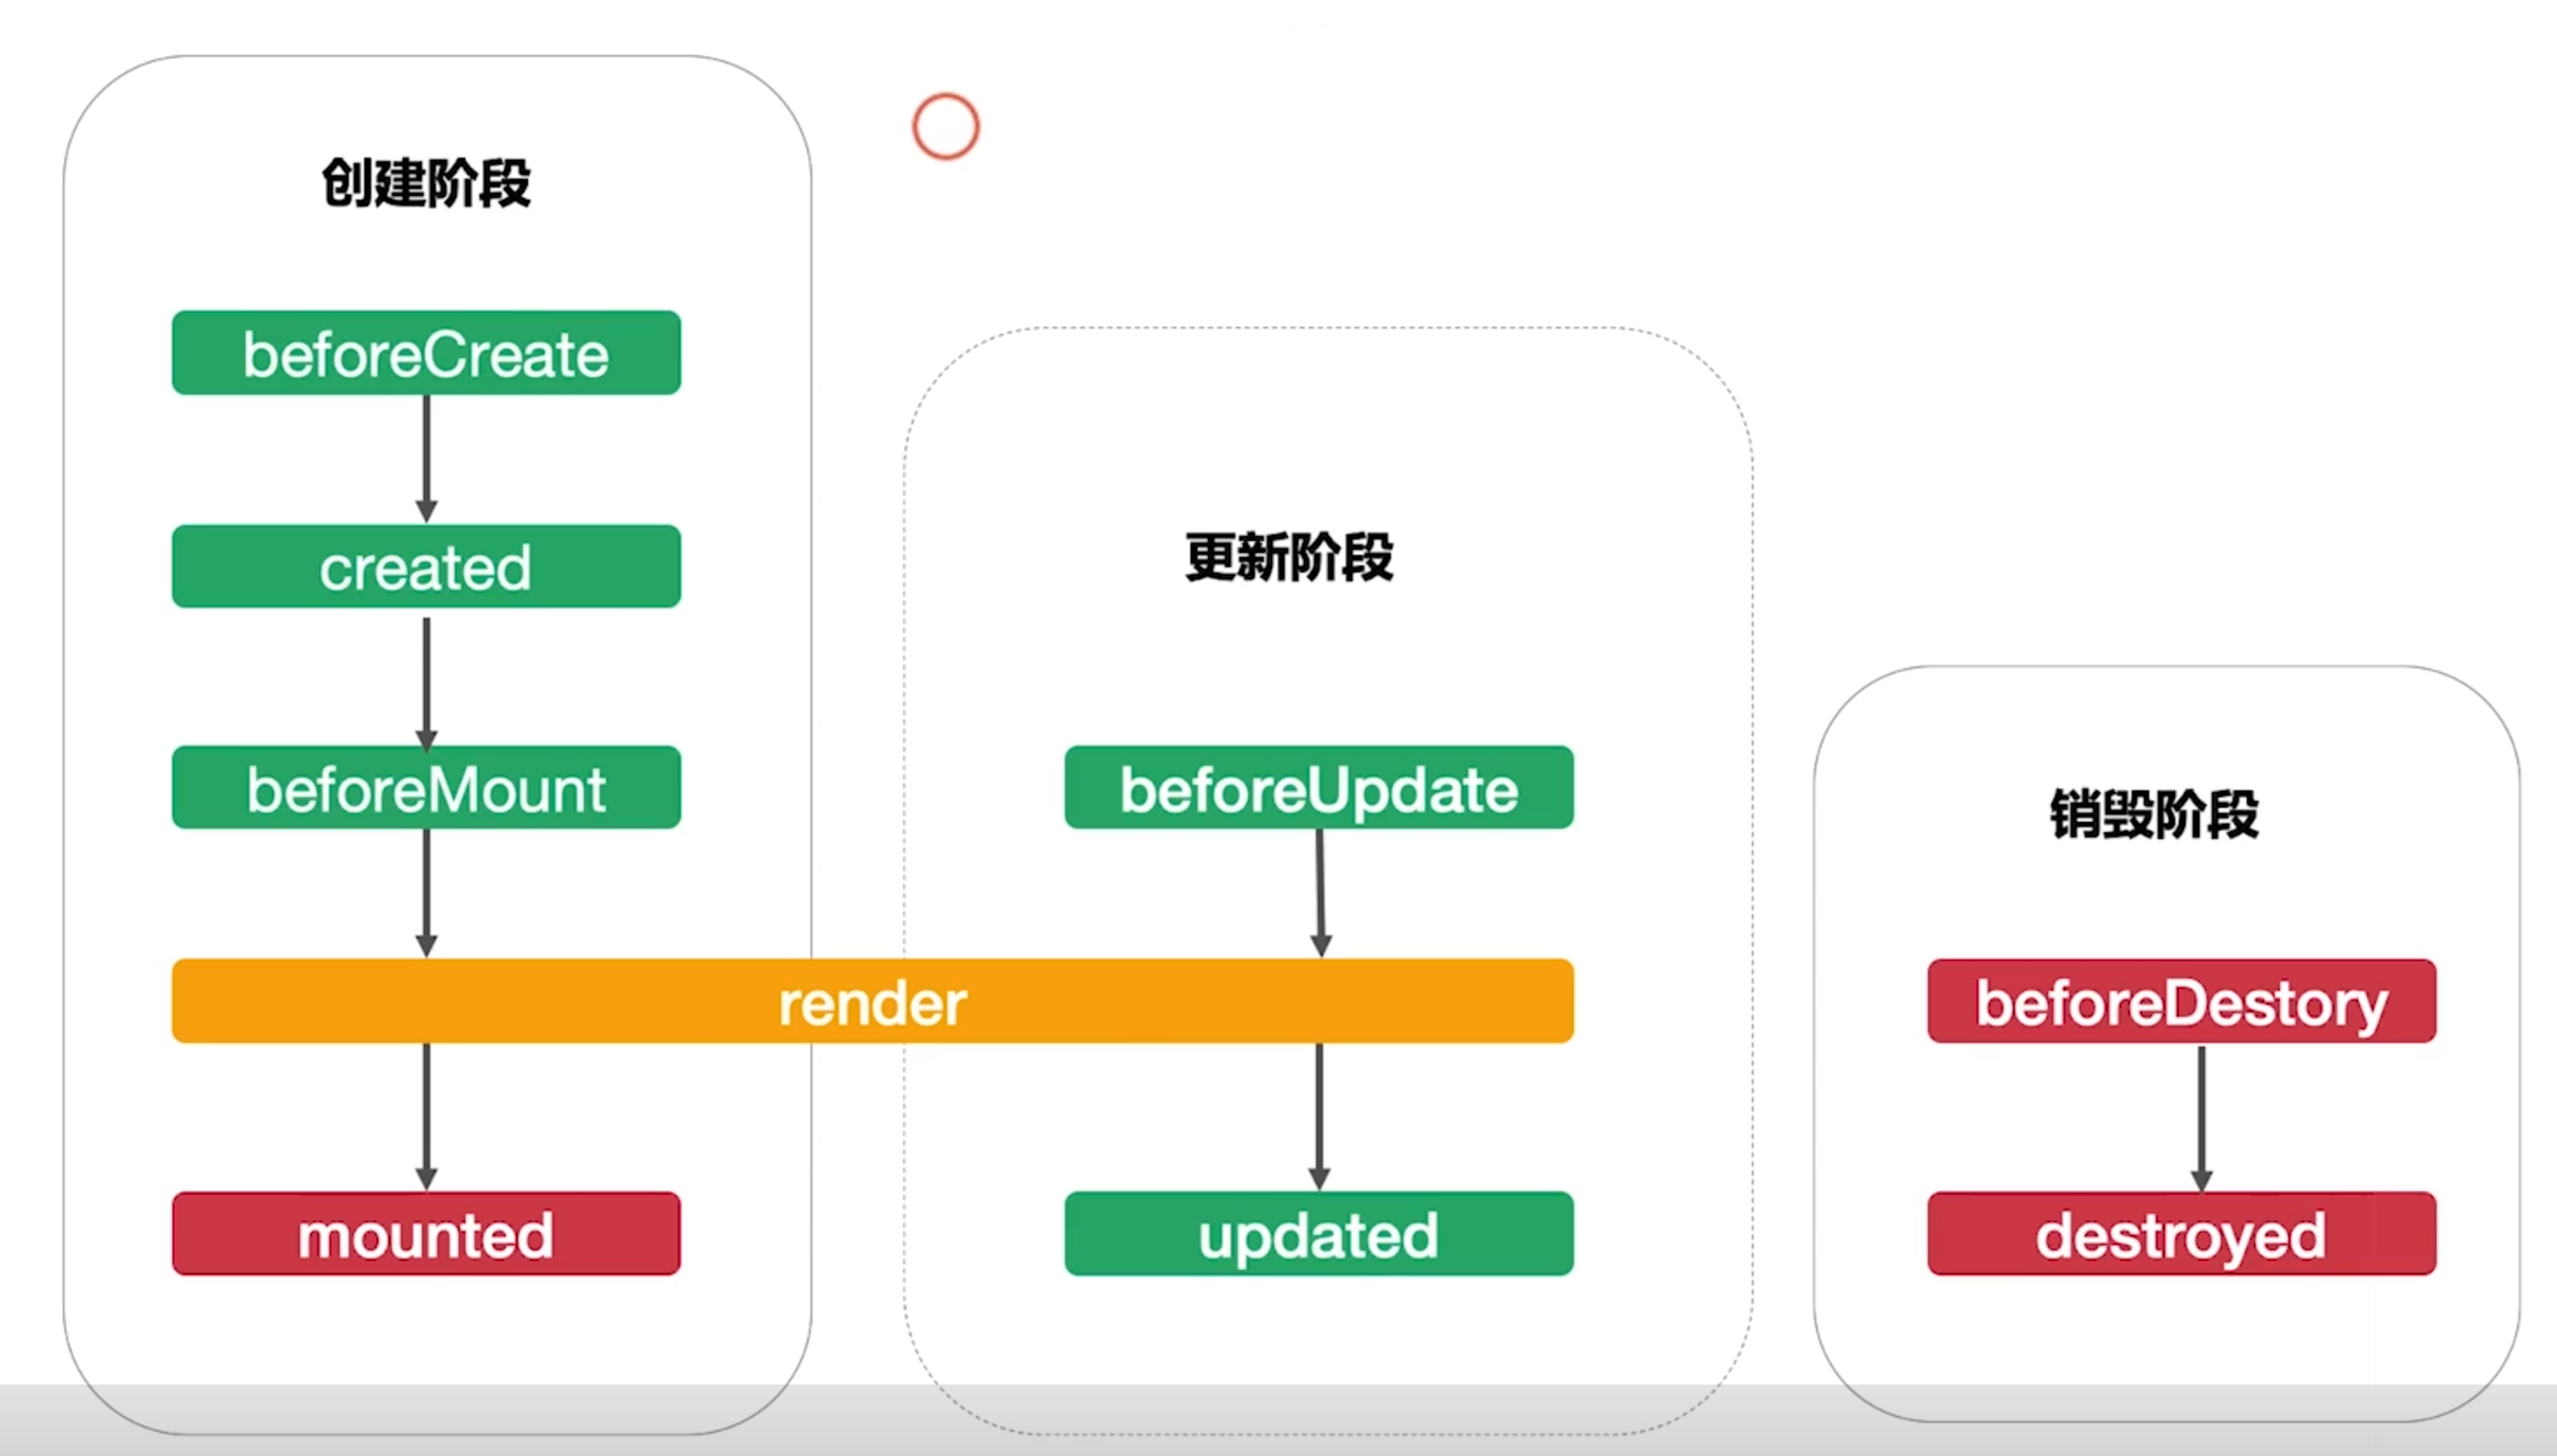 创建阶段
beforeCreate
created
beforeMount
render
mounted
更新阶段
beforeUpdate
updated
销毁阶段
beforeDestory
destroyed